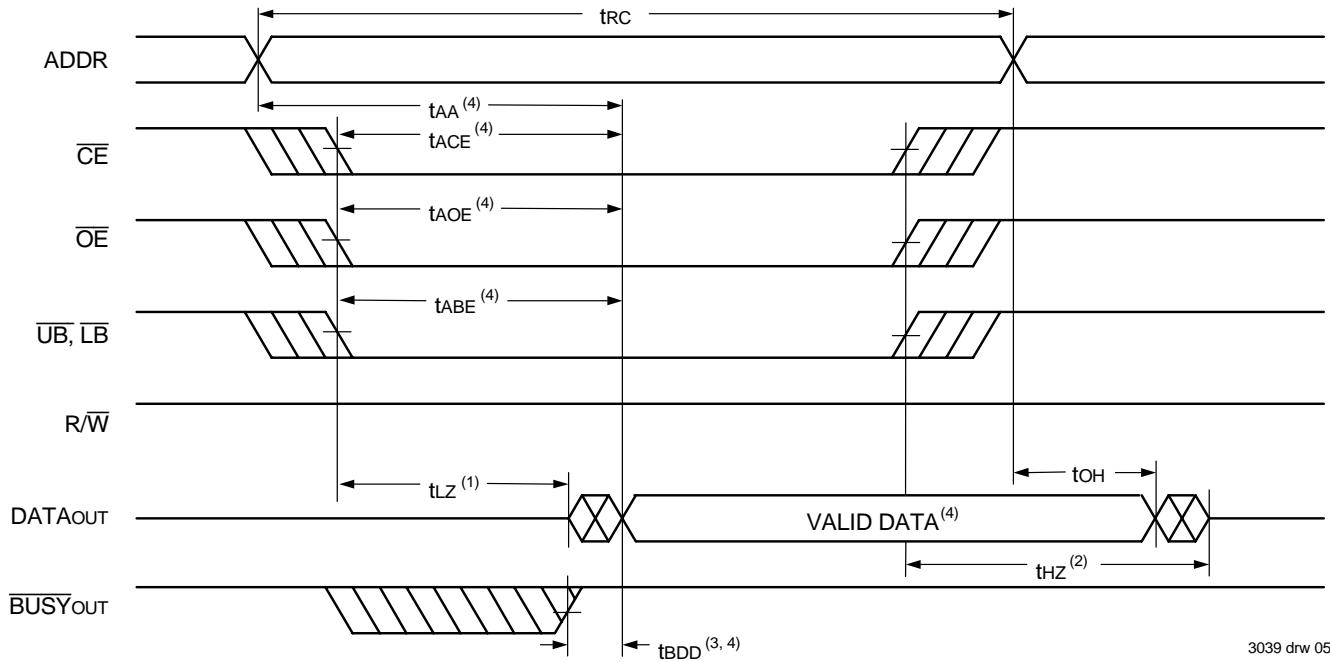 tRC
ADDR
tAA (4)
CE
tACE (4)
OE
tAOE (4)
UB, LB
tABE (4)
R/W
tLZ (1)
tOH
DATAOUT
VALID DATA(4)
tHZ (2)
BUSYOUT
tBDD (3, 4)
3039 drw 05